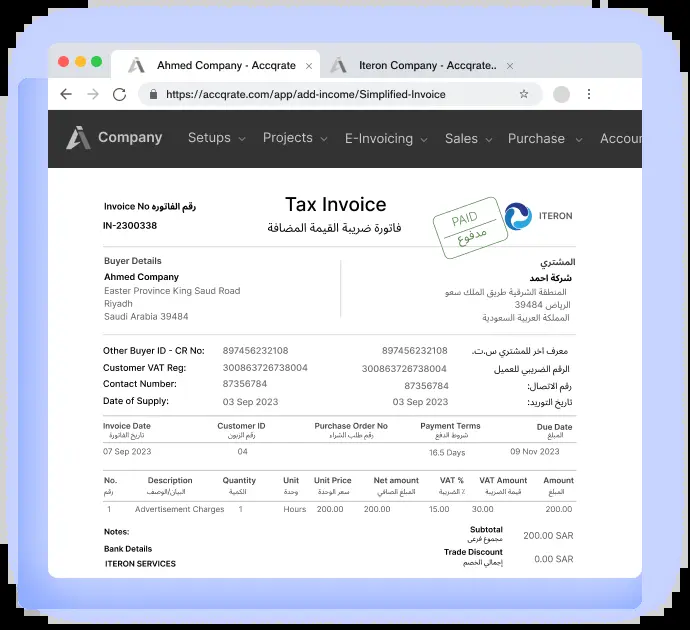 Ahmed Company - Accqrate
Iteron Company - Accqrate..
https://accqrate.com/app/add-income/Simplified-Invoice
Company Setups Projects E-Invoicing Sales Purchase Accoun
Invoice No رقم الفاتوره
IN-2300338
Tax Invoice
فاتورة ضريبة القيمة المضافة
PAID
مدفوع
ITERON
Buyer Details المشتري
Ahmed Company شركة احمد
Easter Province King Saud Road المنطقة الشرقية طريق الملك سعو
Riyadh الرياض 39484
Saudi Arabia 39484 المملكة العربية السعودية
Other Buyer ID - CR No: 897456232108 897456232108 معرف اخر للمشتري س.ت.
Customer VAT Reg: 300863726738004 300863726738004 الرقم الضريبي للعميل
Contact Number: 87356784 87356784 رقم الاتصال:
Date of Supply: 03 Sep 2023 03 Sep 2023 تاريخ التوريد:
Invoice Date Customer ID Purchase Order No Payment Terms Due Date
تاريخ الفاتورة رقم الزبون رقم طلب الشراء شروط الدفع المبلغ
07 Sep 2023 04 16.5 Days 09 Nov 2023
No. Description Quantity Unit Unit Price Net amount VAT % VAT Amount Amount
رقم البيان/الوصف الكمية وحدة سعر الوحدة المبلغ الصافي الضريبة ٪ قيمة الضريبة المبلغ
1 Advertisement Charges 1 Hours 200.00 200.00 15.00 30.00 200.00
Notes:
Bank Details
ITERON SERVICES
Subtotal 200.00 SAR
مجموع فرعى
Trade Discount 0.00 SAR
إجمالي الخصم